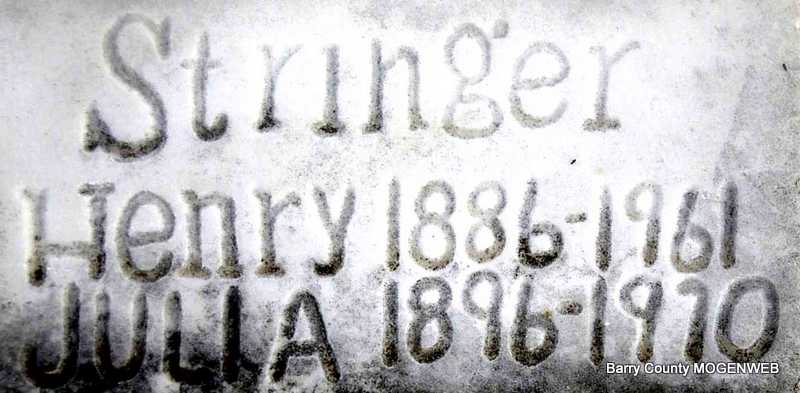 Stringer
Henry 1886-1961
JULIA 1896-1970
Barry County MOGENWEB